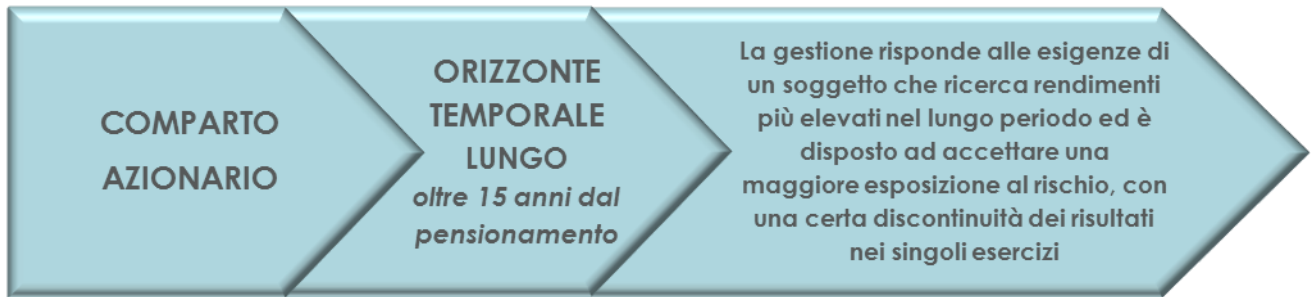 COMPARTO
AZIONARIO
ORIZZONTE
TEMPORALE
LUNGO
oltre 15 anni dal
pensionamento
La gestione risponde alle esigenze di
un soggetto che ricerca rendimenti
più elevati nel lungo periodo ed è
disposto ad accettare una
maggiore esposizione al rischio, con
una certa discontinuità dei risultati
nei singoli esercizi